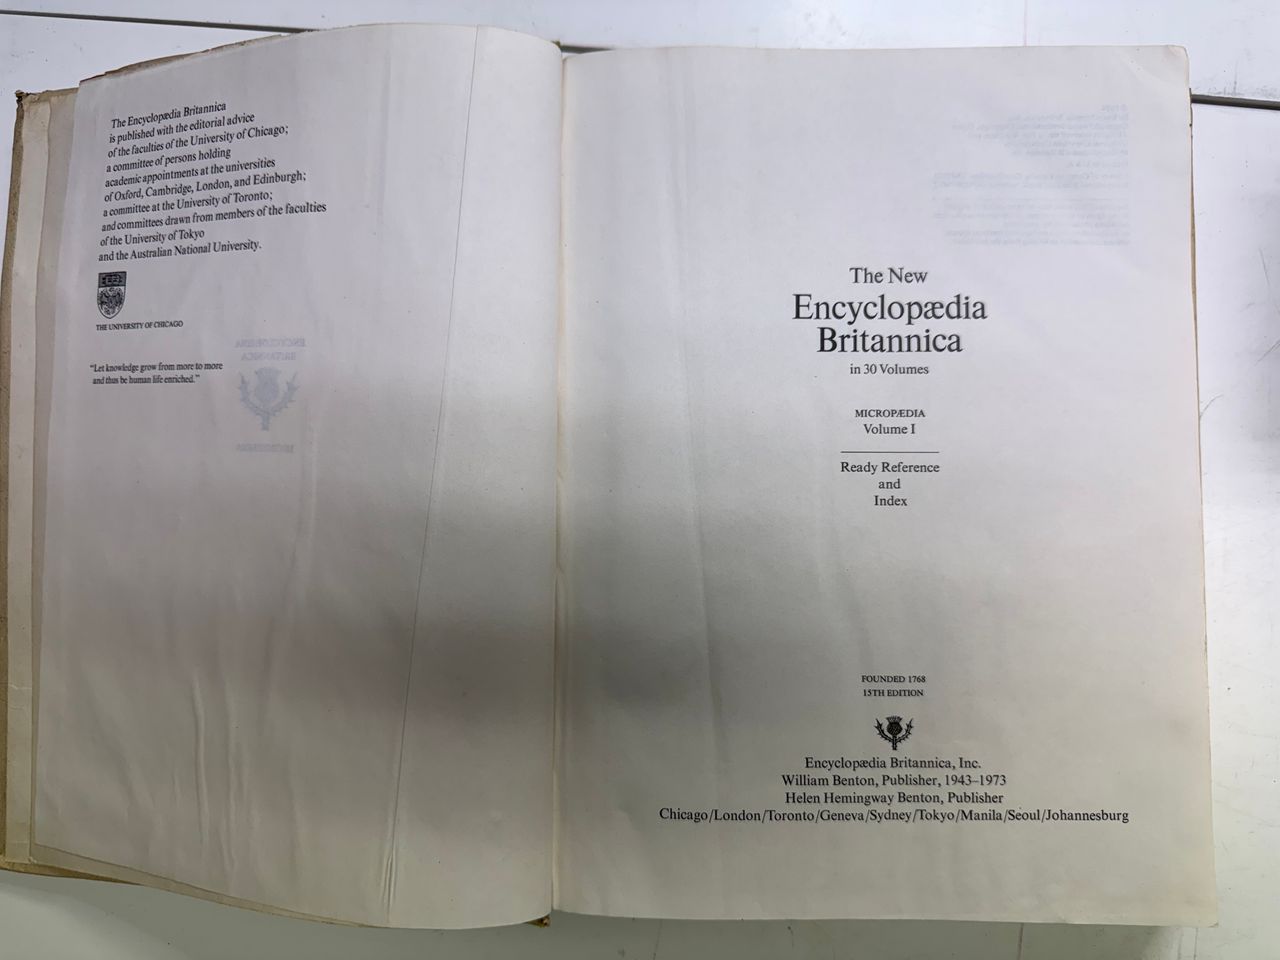 The Encyclopædia Britannica
is published with the editorial advice
of the faculties of the University of Chicago;
a committee of persons holding
academic appointments at the universities
of Oxford, Cambridge, London, and Edinburgh;
a committee at the University of Toronto;
and committees drawn from members of the faculties
of the University of Tokyo
and the Australian National University.
THE UNIVERSITY OF CHICAGO
“Let knowledge grow from more to more
and thus be human life enriched.”
ENCYCLOPÆDIA
BRITANNICA
The New
Encyclopædia
Britannica
in 30 Volumes
MICROPÆDIA
Volume I
Ready Reference
and
Index
FOUNDED 1768
15TH EDITION
Encyclopædia Britannica, Inc.
William Benton, Publisher, 1943–1973
Helen Hemingway Benton, Publisher
Chicago/London/Toronto/Geneva/Sydney/Tokyo/Manila/Seoul/Johannesburg